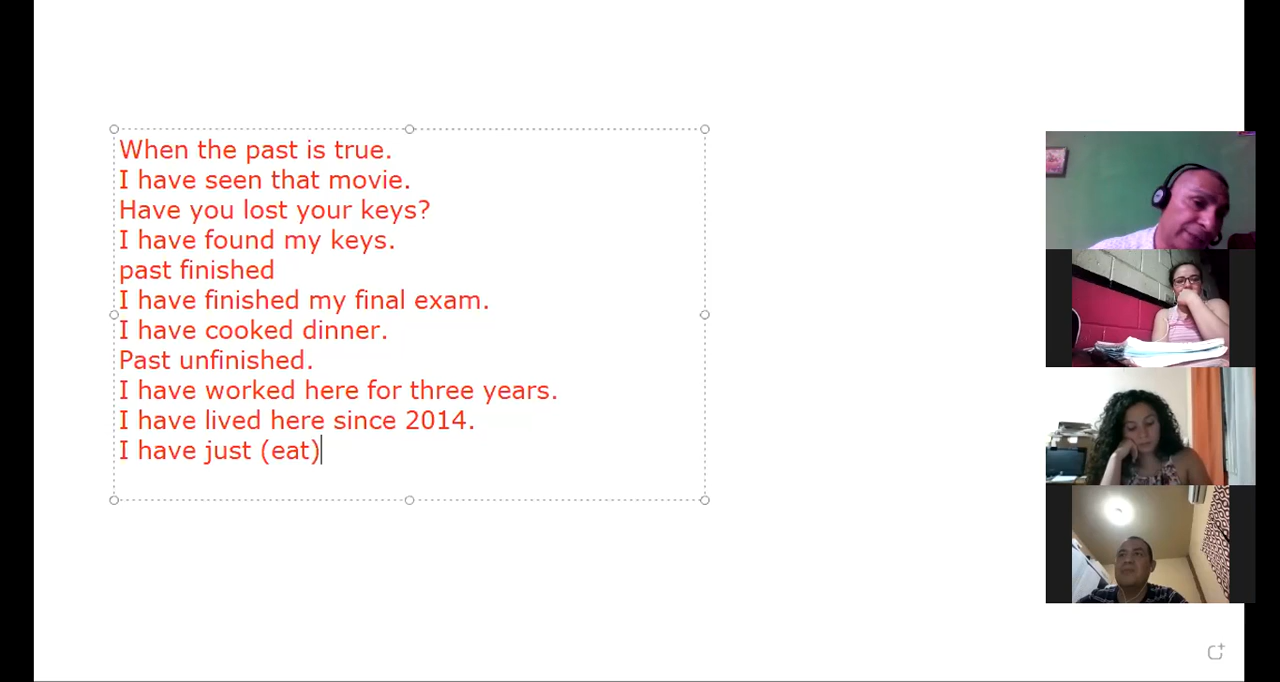 When the past is true.
I have seen that movie.
Have you lost your keys?
I have found my keys.
past finished
I have finished my final exam.
I have cooked dinner.
Past unfinished.
I have worked here for three years.
I have lived here since 2014.
I have just (eat)